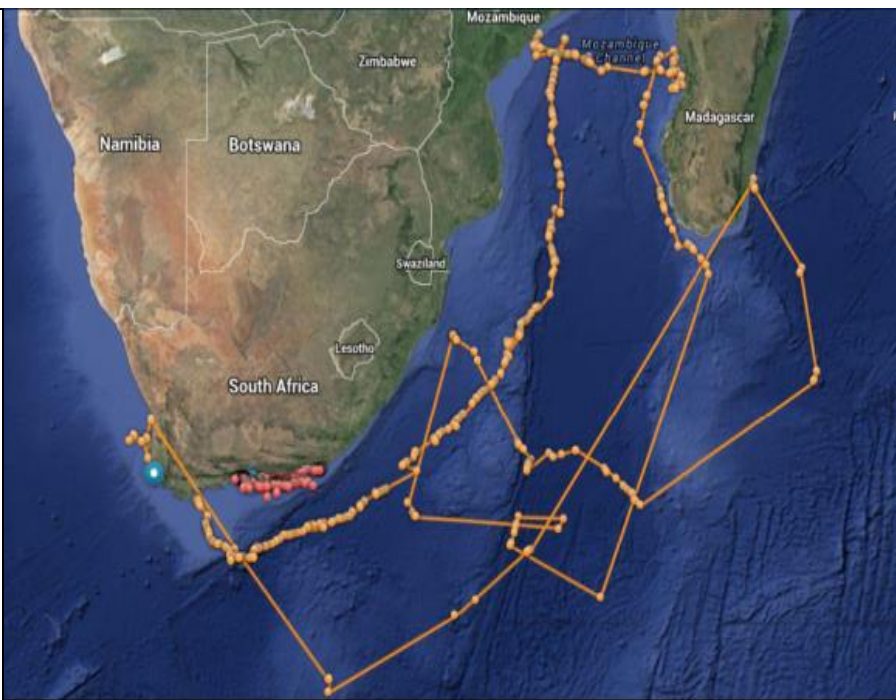 Mozambique
Mozambique
Channel
Zimbabwe
Madagascar
Namibia
Botswana
Swaziland
Lesotho
South Africa